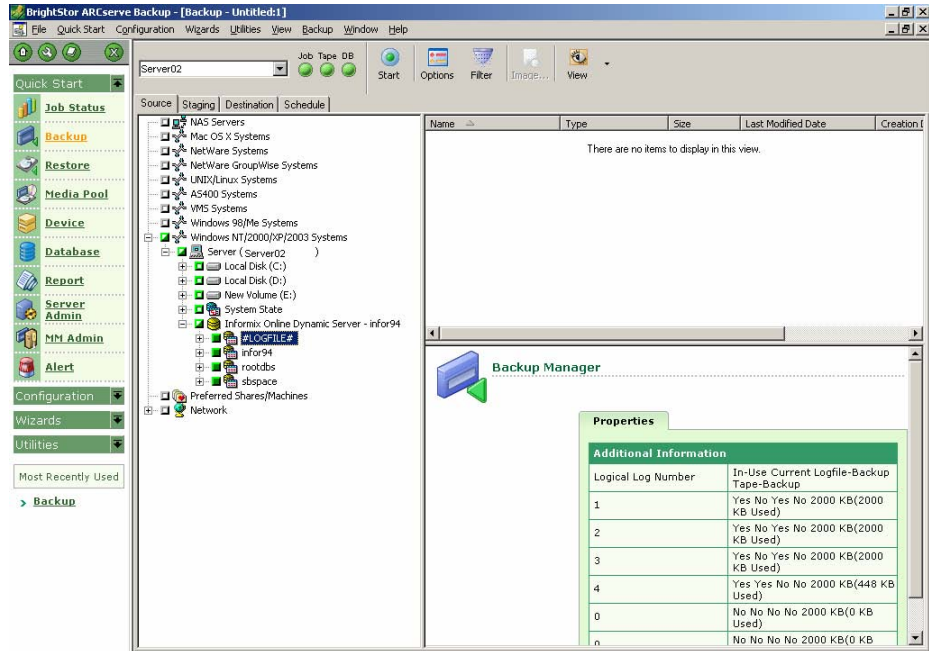 BrightStor ARCserve Backup - [Backup - Untitled:1]
File Quick Start Configuration Wizards Utilities View Backup Window Help
Server02
Job Tape DB
Start
Options
Filter
Image...
View
Quick Start
Job Status
Backup
Restore
Media Pool
Device
Database
Report
Server
Admin
MM Admin
Alert
Configuration
Wizards
Utilities
Most Recently Used
> Backup
Source Staging Destination Schedule
NAS Servers
Mac OS X Systems
NetWare Systems
NetWare GroupWise Systems
UNIX/Linux Systems
AS400 Systems
VMS Systems
Windows 98/Me Systems
Windows NT/2000/XP/2003 Systems
Server ( Server02 )
Local Disk (C:)
Local Disk (D:)
New Volume (E:)
System State
Informix Online Dynamic Server - infor94
#LOGFILE#
infor94
rootdbs
sbspace
Preferred Shares/Machines
Network
Name Type Size Last Modified Date Creation D
There are no items to display in this view.
Backup Manager
Properties
Additional Information
Logical Log Number
In-Use Current Logfile-Backup
Tape-Backup
1
Yes No Yes No 2000 KB(2000
KB Used)
2
Yes No Yes No 2000 KB(2000
KB Used)
3
Yes No Yes No 2000 KB(2000
KB Used)
4
Yes Yes No No 2000 KB(448 KB
Used)
0
No No No No 2000 KB(0 KB
Used)
0
No No No No 2000 KB(0 KB